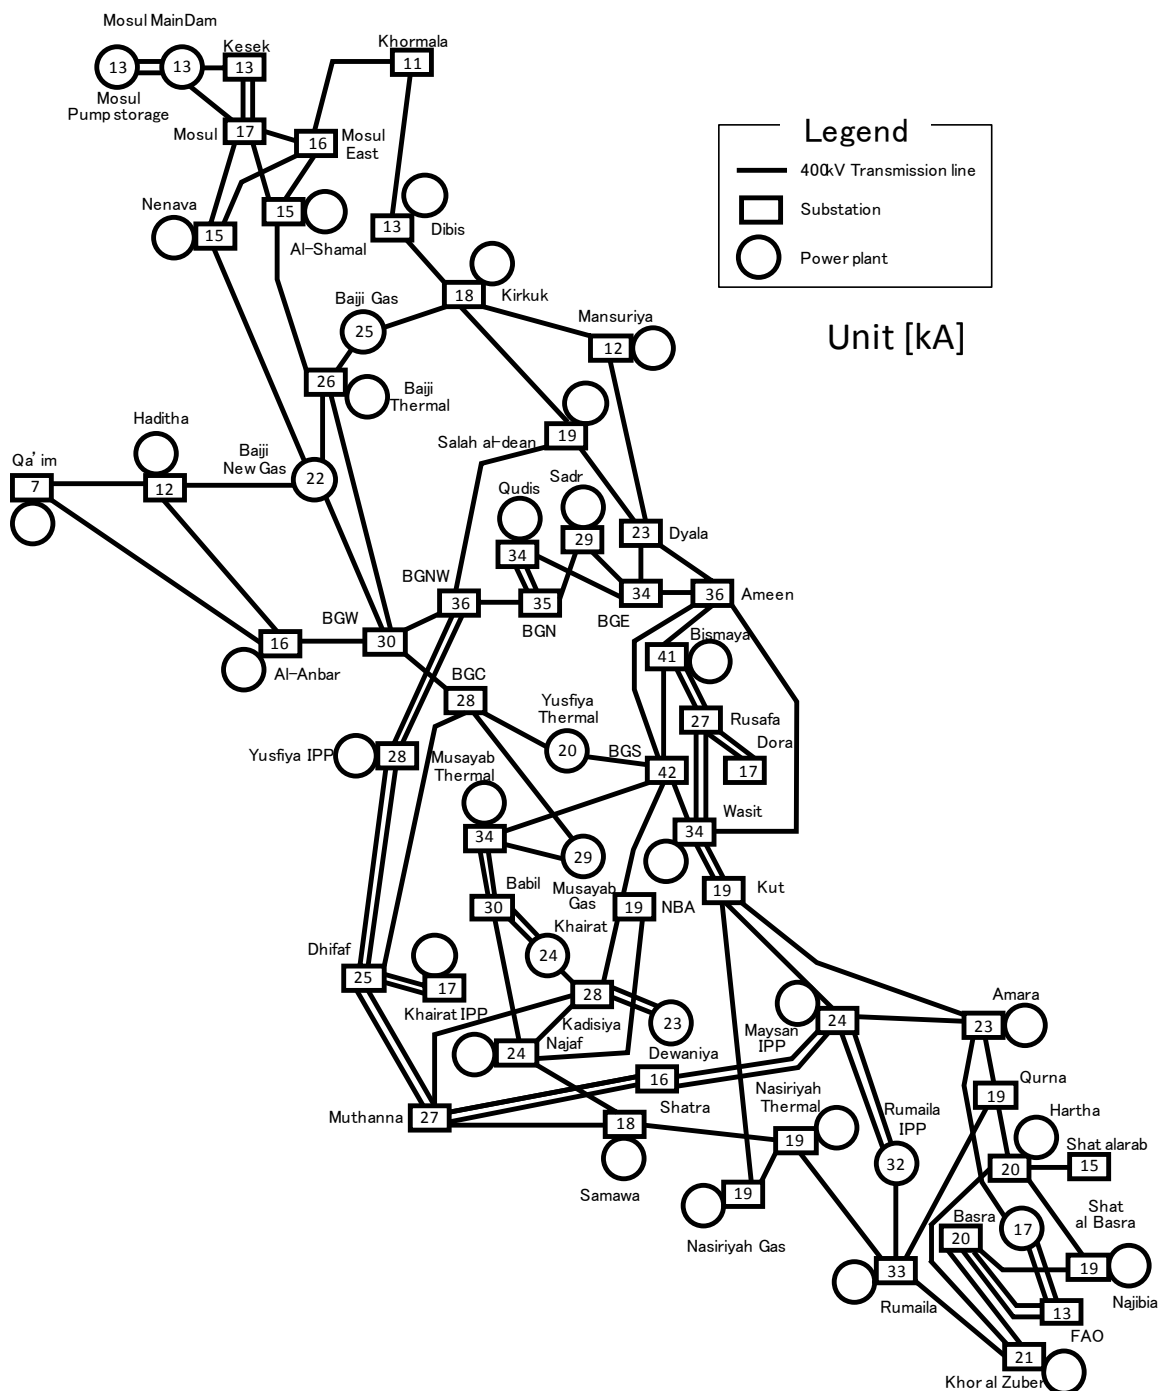 Mosul MainDam
Kesek
Khormala
13
13
13
11
Mosul
Pump storage
Mosul
17
16
Mosul
East
Legend
400kV Transmission line
Substation
Power plant
Unit [kA]
Nenava
15
15
Al-Shamal
13
Dibis
18
Kirkuk
Baiji Gas
25
Mansuriya
12
26
Baiji
Thermal
Haditha
Salah al-dean
19
Baiji
New Gas
Qa' im
7
12
22
Sadr
Qudis
29
23
Dyala
34
BGNW
36
35
34
36
Ameen
BGW
BGN
BGE
16
30
Bismaya
41
Al-Anbar
BGC
28
Yusfiya
Thermal
27
Rusafa
Dora
Yusfiya IPP
28
Musayab
Thermal
20
BGS
42
17
34
Wasit
34
29
Babil
Musayab
Gas
19
Kut
30
19
NBA
Khairat
24
Dhifaf
25
17
28
Khairat IPP
Kadisiya
23
Dewaniya
Maysan
IPP
24
Amara
23
Najaf
24
16
Shatra
Qurna
19
Muthanna
27
18
Nasiriyah
Thermal
Rumaila
IPP
Hartha
19
Shat alarab
32
20
15
Samawa
19
Shat
al Basra
Nasiriyah Gas
Basra
20
17
33
19
Rumaila
Najibia
13
FAO
21
Khor al Zuber